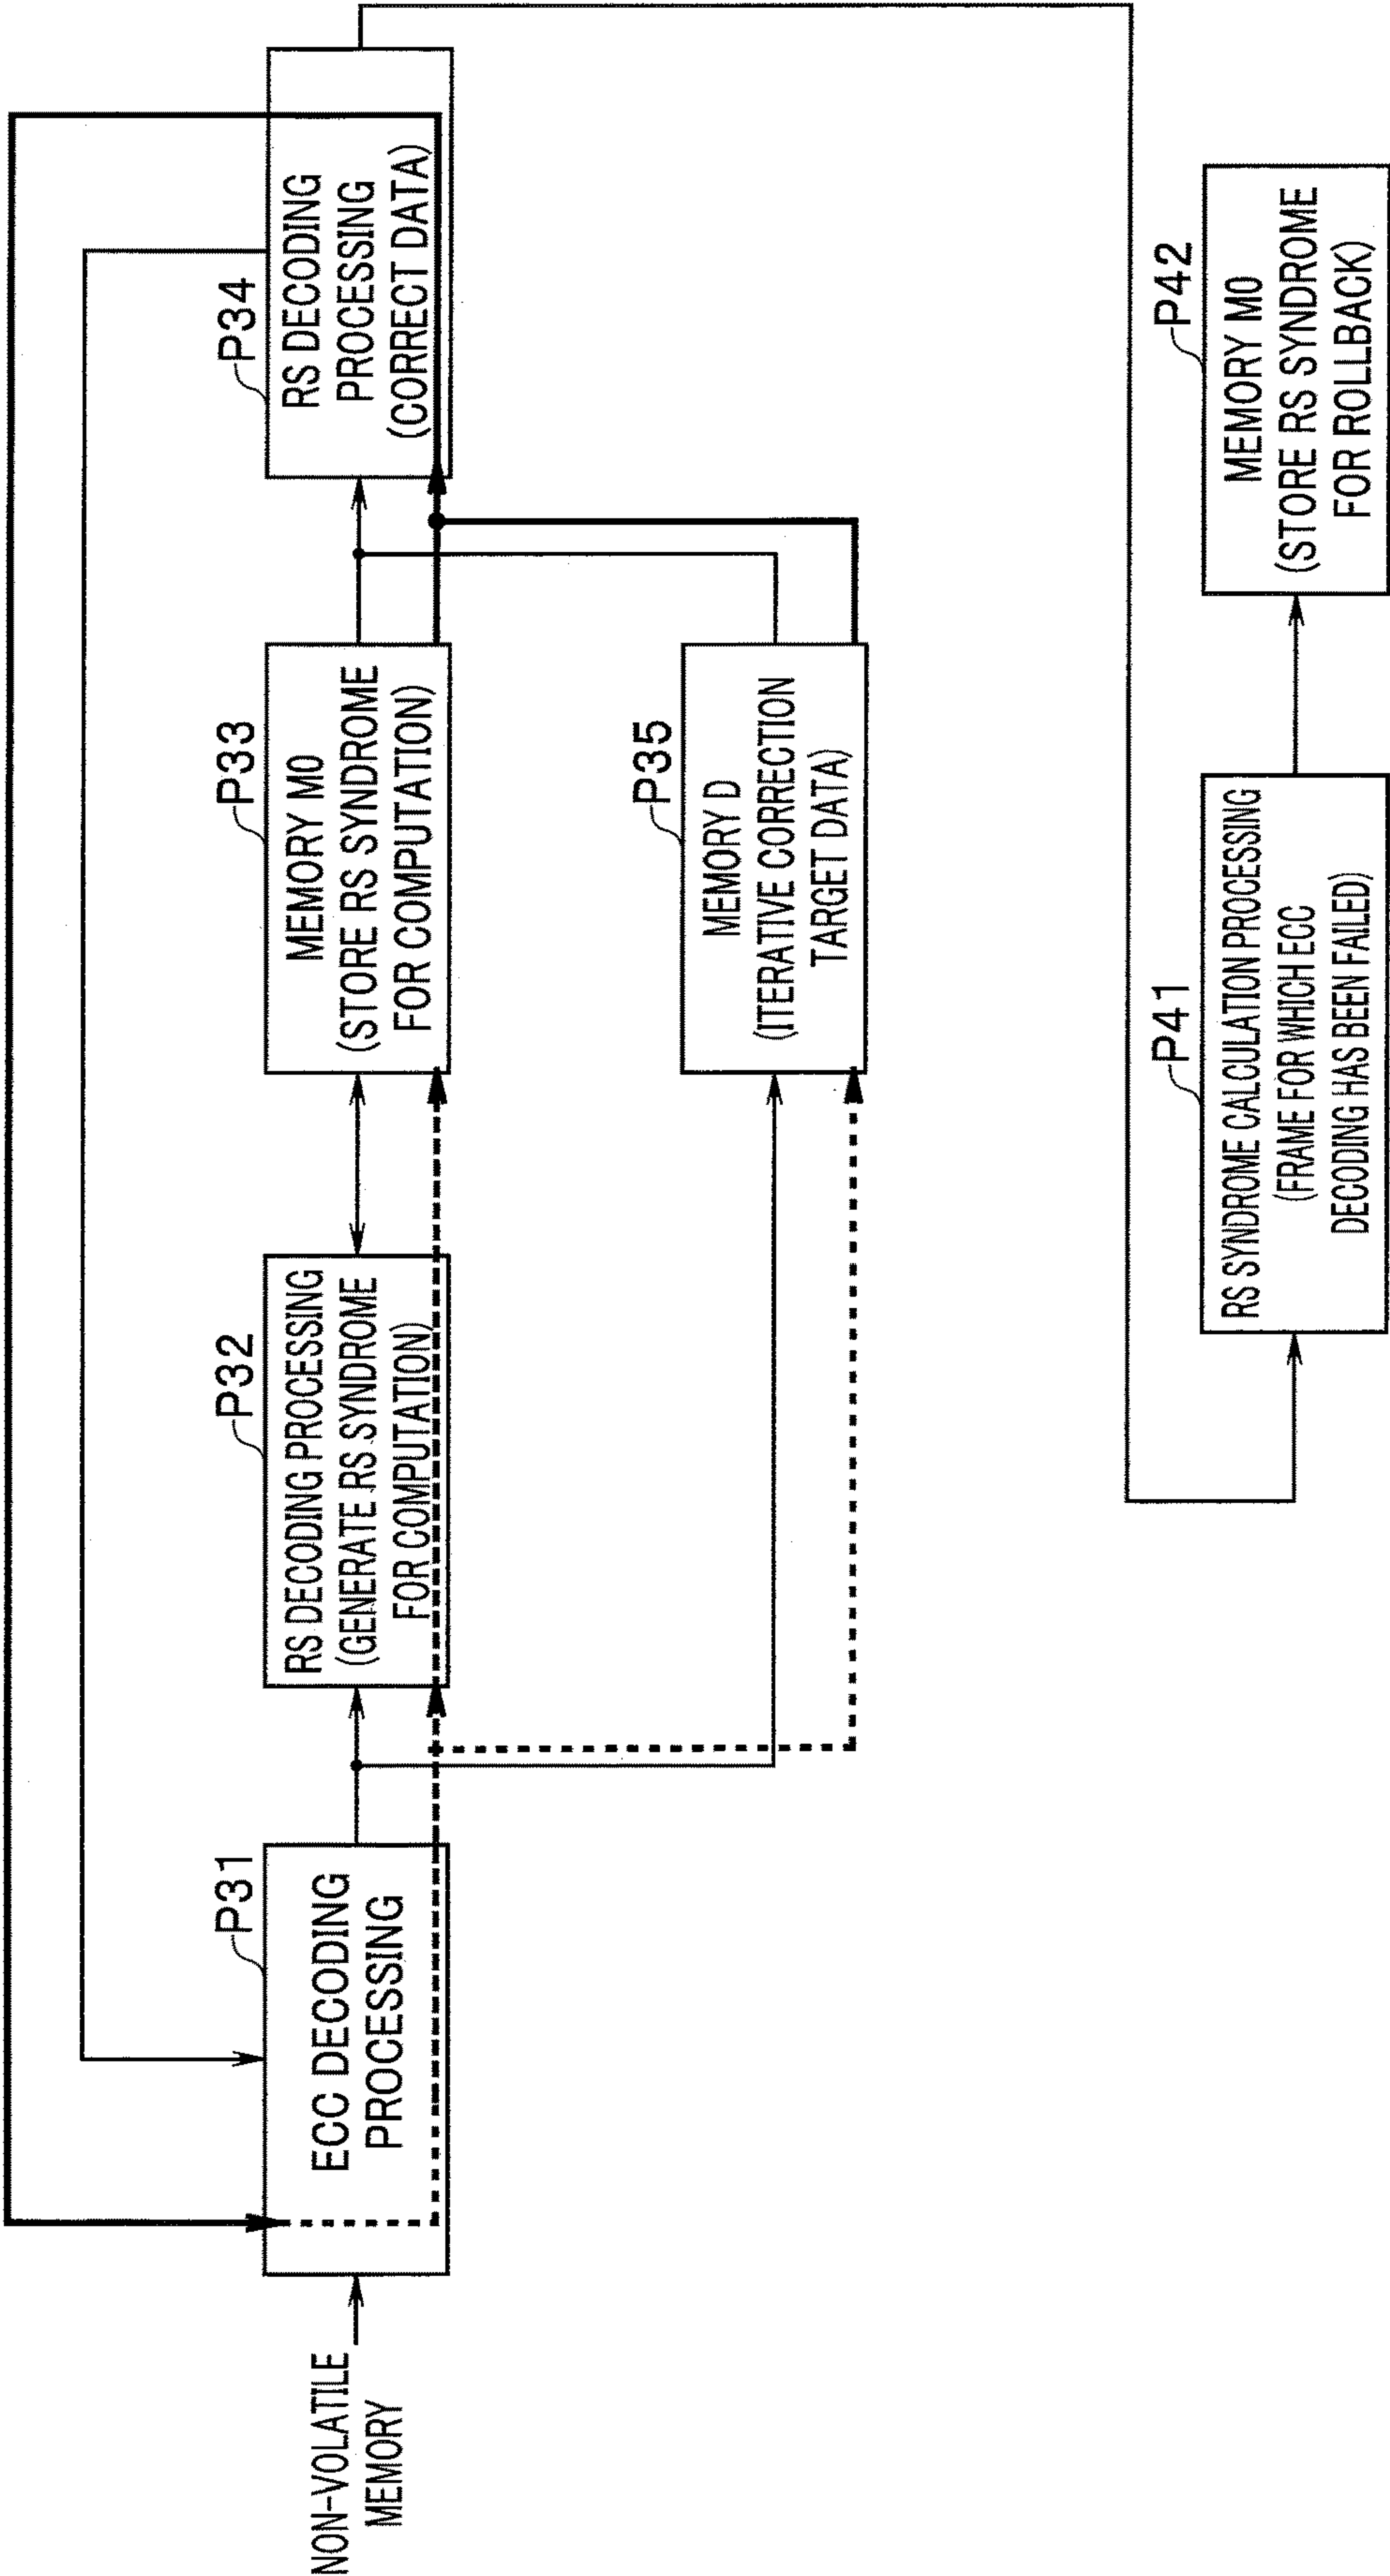 NON-VOLATILE
MEMORY
P31
ECC DECODING
PROCESSING
P32
RS DECODING PROCESSING
(GENERATE RS SYNDROME
FOR COMPUTATION)
P33
MEMORY M0
(STORE RS SYNDROME
FOR COMPUTATION)
P34
RS DECODING
PROCESSING
(CORRECT DATA)
P35
MEMORY D
(ITERATIVE CORRECTION
TARGET DATA)
P41
RS SYNDROME CALCULATION PROCESSING
(FRAME FOR WHICH ECC
DECODING HAS BEEN FAILED)
P42
MEMORY M0
(STORE RS SYNDROME
FOR ROLLBACK)